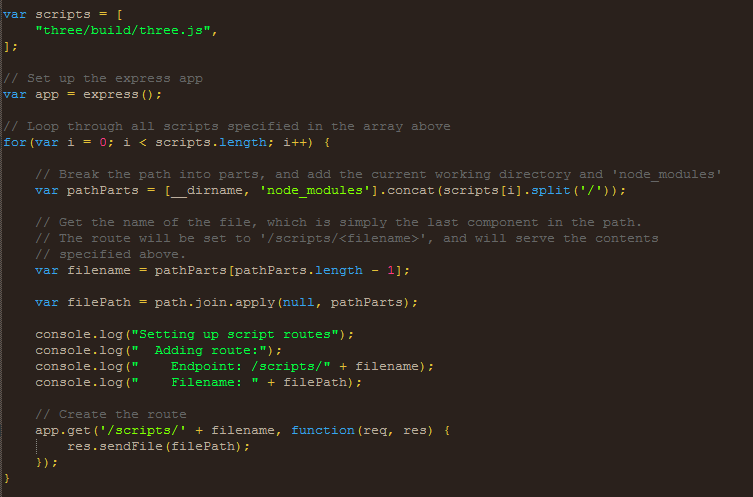 var scripts = [
    "three/build/three.js",
];
// Set up the express app
var app = express();
// Loop through all scripts specified in the array above
for(var i = 0; i < scripts.length; i++) {
    // Break the path into parts, and add the current working directory and 'node_modules'
    var pathParts = [__dirname, 'node_modules'].concat(scripts[i].split('/'));
    // Get the name of the file, which is simply the last component in the path.
    // The route will be set to '/scripts/<filename>', and will serve the contents
    // specified above.
    var filename = pathParts[pathParts.length - 1];
    var filePath = path.join.apply(null, pathParts);
    console.log("Setting up script routes");
    console.log("  Adding route:");
    console.log("    Endpoint: /scripts/" + filename);
    console.log("    Filename: " + filePath);
    // Create the route
    app.get('/scripts/' + filename, function(req, res) {
        res.sendFile(filePath);
    });
}